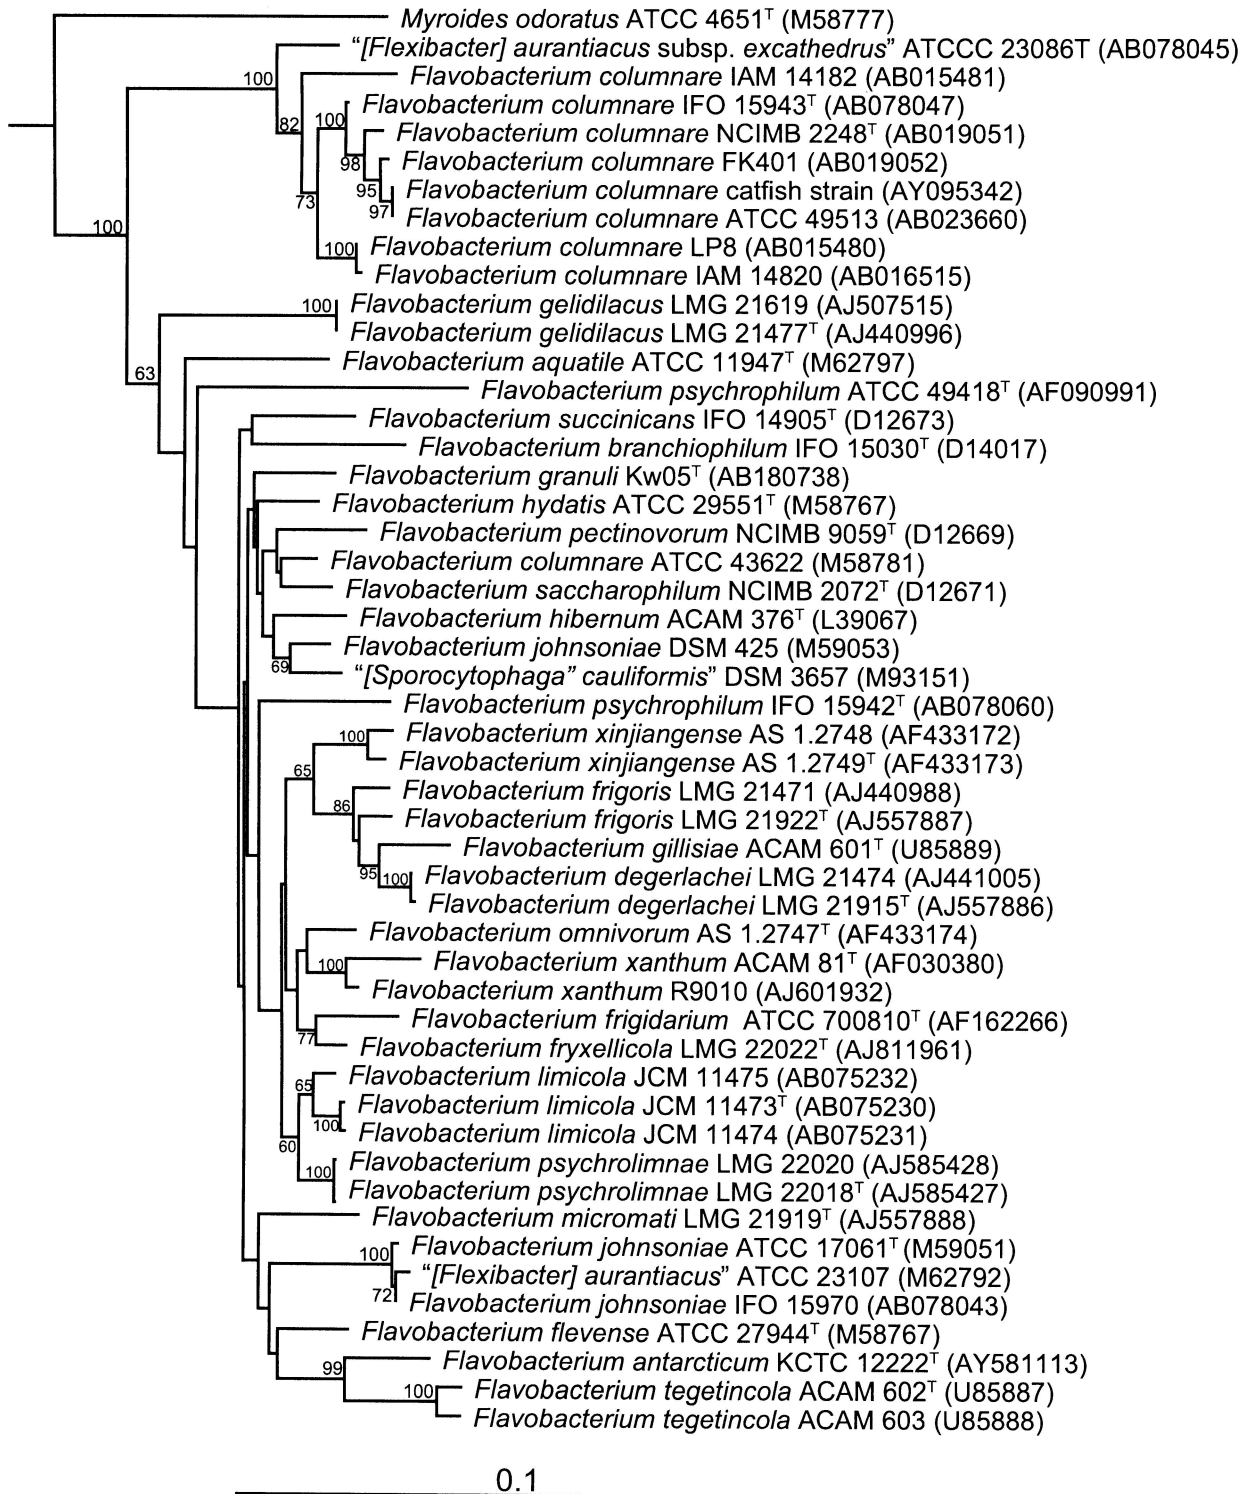 Myroides odoratus ATCC 4651ᵀ (M58777)
"[Flexibacter] aurantiacus subsp. excathedrus" ATCCC 23086T (AB078045)
100
Flavobacterium columnare IAM 14182 (AB015481)
Flavobacterium columnare IFO 15943ᵀ (AB078047)
82
100
Flavobacterium columnare NCIMB 2248ᵀ (AB019051)
98
Flavobacterium columnare FK401 (AB019052)
95
Flavobacterium columnare catfish strain (AY095342)
73
97
Flavobacterium columnare ATCC 49513 (AB023660)
100
100
Flavobacterium columnare LP8 (AB015480)
Flavobacterium columnare IAM 14820 (AB016515)
100
Flavobacterium gelidilacus LMG 21619 (AJ507515)
Flavobacterium gelidilacus LMG 21477ᵀ (AJ440996)
Flavobacterium aquatile ATCC 11947ᵀ (M62797)
63
Flavobacterium psychrophilum ATCC 49418ᵀ (AF090991)
Flavobacterium succinicans IFO 14905ᵀ (D12673)
Flavobacterium branchiophilum IFO 15030ᵀ (D14017)
Flavobacterium granuli Kw05ᵀ (AB180738)
Flavobacterium hydatis ATCC 29551ᵀ (M58767)
Flavobacterium pectinovorum NCIMB 9059ᵀ (D12669)
Flavobacterium columnare ATCC 43622 (M58781)
Flavobacterium saccharophilum NCIMB 2072ᵀ (D12671)
Flavobacterium hibernum ACAM 376ᵀ (L39067)
Flavobacterium johnsoniae DSM 425 (M59053)
69
"[Sporocytophaga" cauliformis" DSM 3657 (M93151)
Flavobacterium psychrophilum IFO 15942ᵀ (AB078060)
100
Flavobacterium xinjiangense AS 1.2748 (AF433172)
65
Flavobacterium xinjiangense AS 1.2749ᵀ (AF433173)
Flavobacterium frigoris LMG 21471 (AJ440988)
86
Flavobacterium frigoris LMG 21922ᵀ (AJ557887)
Flavobacterium gillisiae ACAM 601ᵀ (U85889)
95
100
Flavobacterium degerlachei LMG 21474 (AJ441005)
Flavobacterium degerlachei LMG 21915ᵀ (AJ557886)
Flavobacterium omnivorum AS 1.2747ᵀ (AF433174)
100
Flavobacterium xanthum ACAM 81ᵀ (AF030380)
Flavobacterium xanthum R9010 (AJ601932)
Flavobacterium frigidarium ATCC 700810ᵀ (AF162266)
77
Flavobacterium fryxellicola LMG 22022ᵀ (AJ811961)
65
Flavobacterium limicola JCM 11475 (AB075232)
Flavobacterium limicola JCM 11473ᵀ (AB075230)
100
Flavobacterium limicola JCM 11474 (AB075231)
60
100
Flavobacterium psychrolimnae LMG 22020 (AJ585428)
Flavobacterium psychrolimnae LMG 22018ᵀ (AJ585427)
Flavobacterium micromati LMG 21919ᵀ (AJ557888)
100
Flavobacterium johnsoniae ATCC 17061ᵀ (M59051)
"[Flexibacter] aurantiacus" ATCC 23107 (M62792)
72
Flavobacterium johnsoniae IFO 15970 (AB078043)
Flavobacterium flevense ATCC 27944ᵀ (M58767)
99
Flavobacterium antarcticum KCTC 12222ᵀ (AY581113)
100
Flavobacterium tegetincola ACAM 602ᵀ (U85887)
Flavobacterium tegetincola ACAM 603 (U85888)
0.1